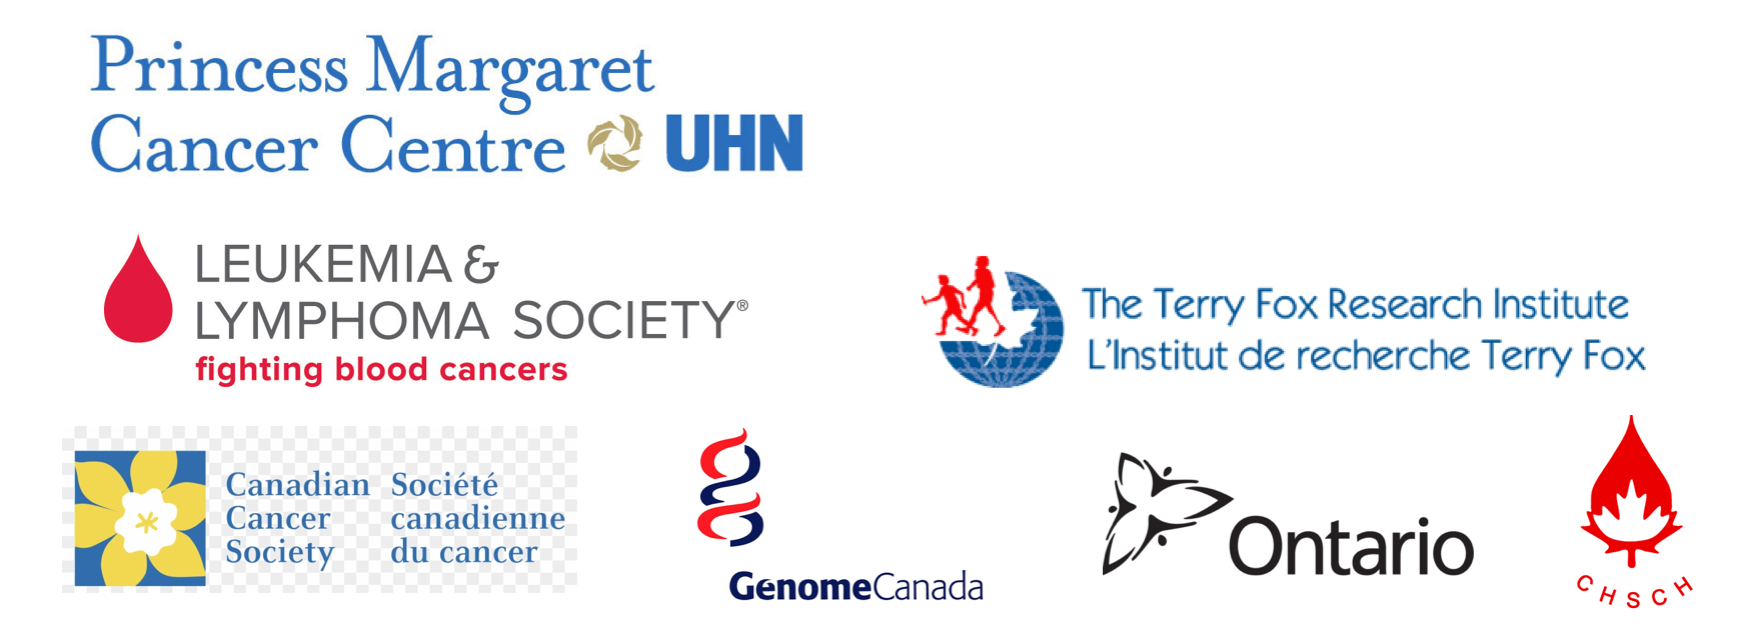 Princess Margaret
Cancer Centre UHN
LEUKEMIA &
LYMPHOMA SOCIETY®
fighting blood cancers
The Terry Fox Research Institute
L'Institut de recherche Terry Fox
Canadian
Cancer
Society
Société
canadienne
du cancer
GenomeCanada
Ontario
CHSCH